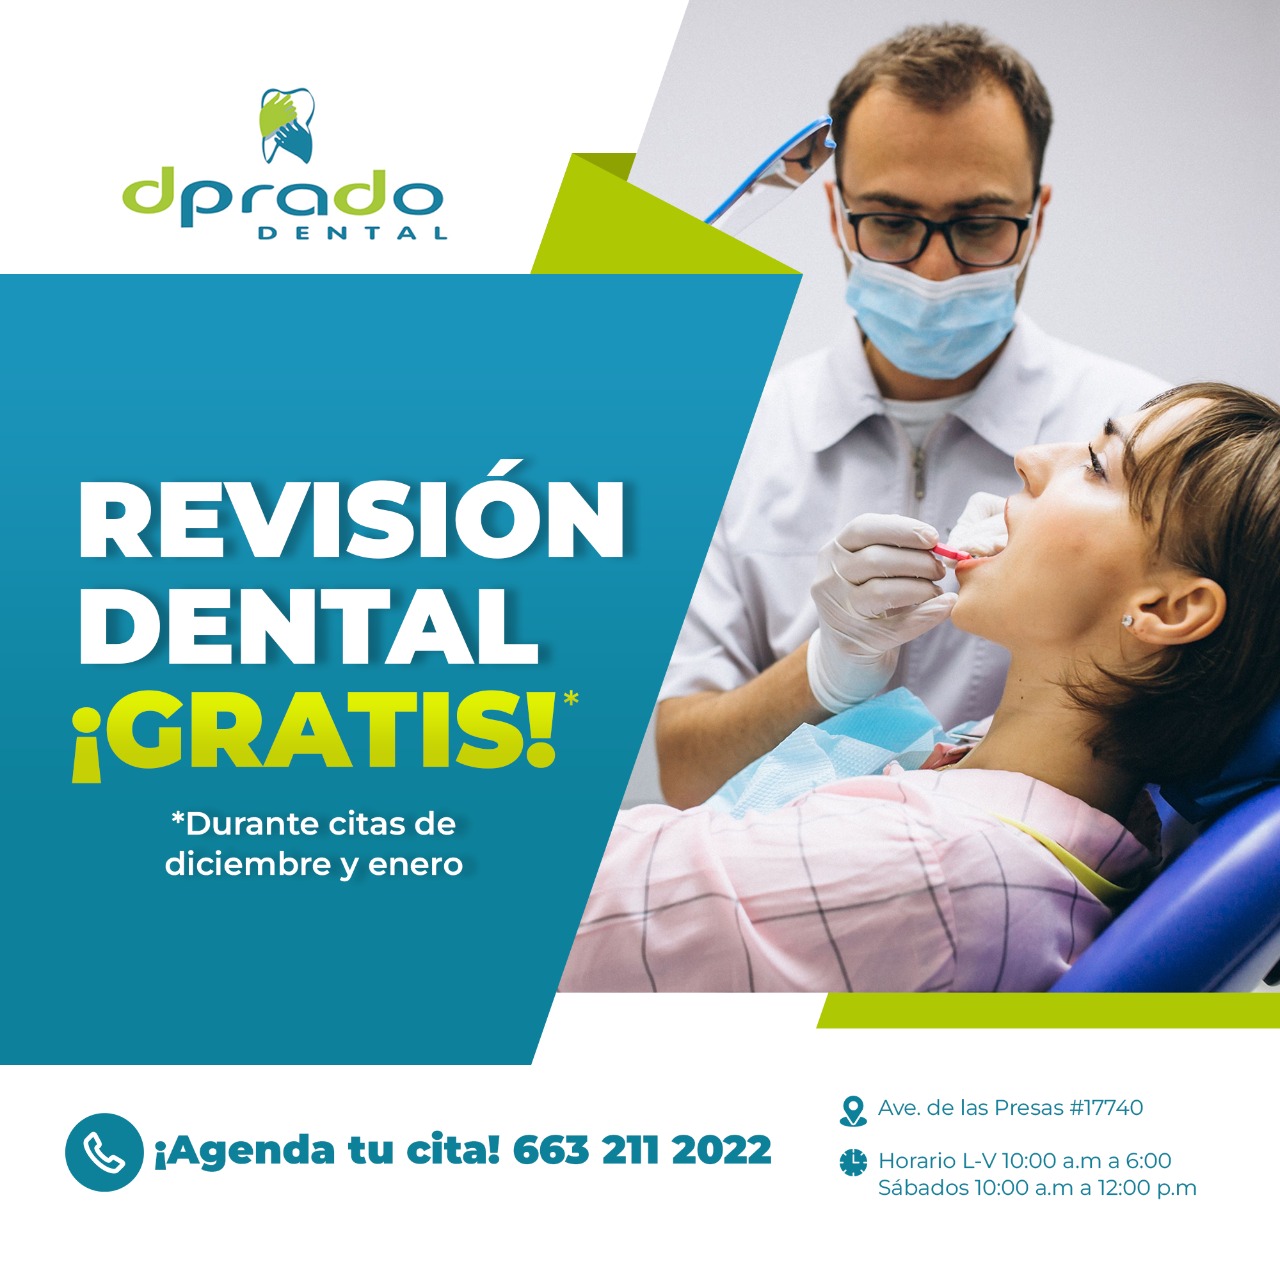 dprado
DENTAL
REVISIÓN
DENTAL
¡GRATIS!*
*Durante citas de
diciembre y enero
¡Agenda tu cita! 663 211 2022
Ave. de las Presas #17740
Horario L-V 10:00 a.m a 6:00
Sábados 10:00 a.m a 12:00 p.m